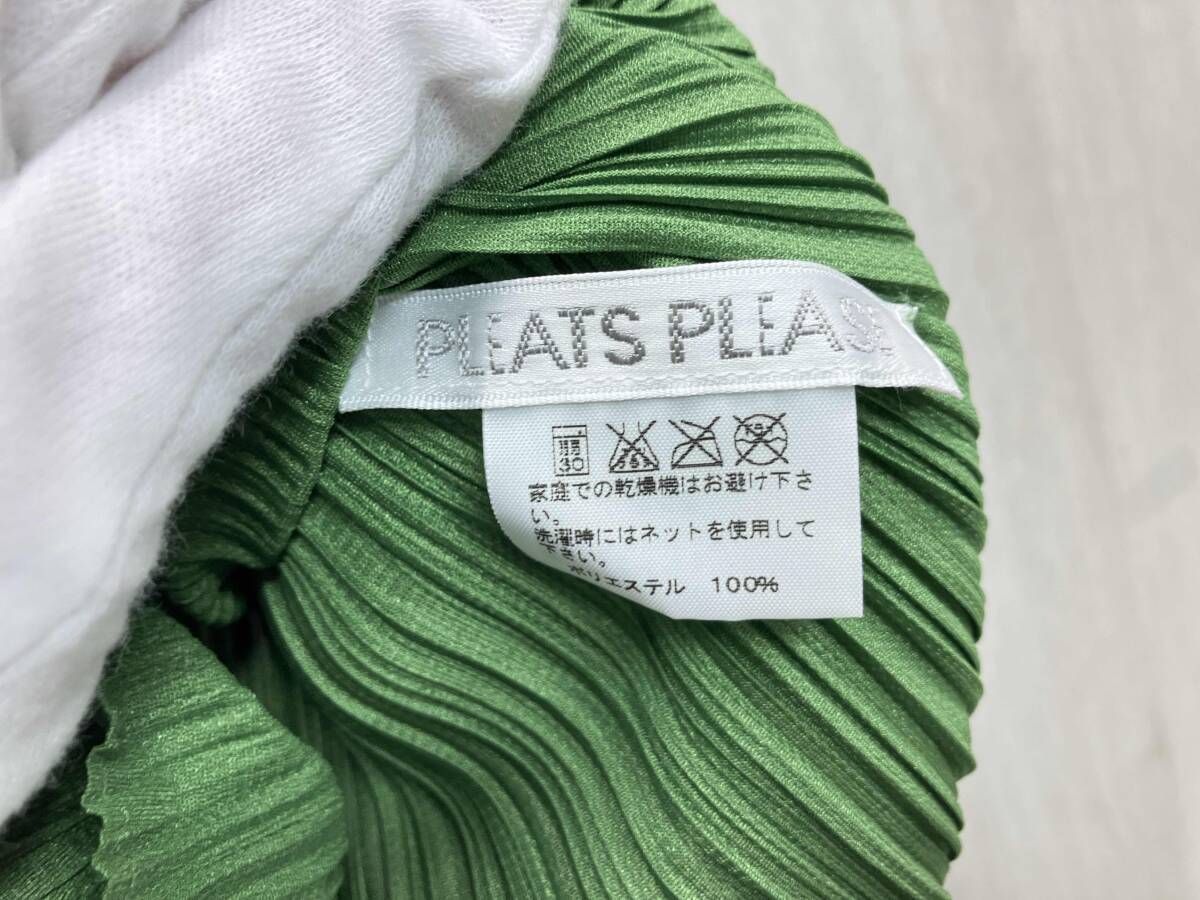 PLEATS PLEASE
弱
30
家庭での乾燥機はお避け下さ
い。
洗濯時にはネットを使用して
下さい。
ポリエステル 100%